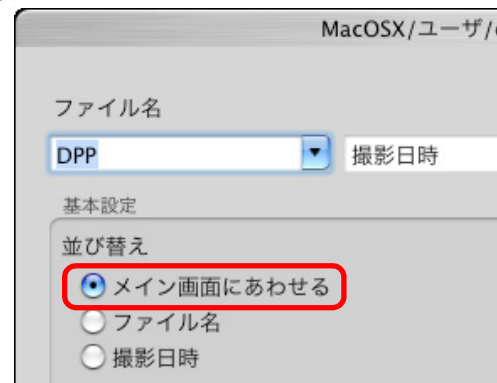 MacOSX/ユーザ/
ファイル名
DPP 撮影日時
基本設定
並び替え
メイン画面にあわせる
ファイル名
撮影日時